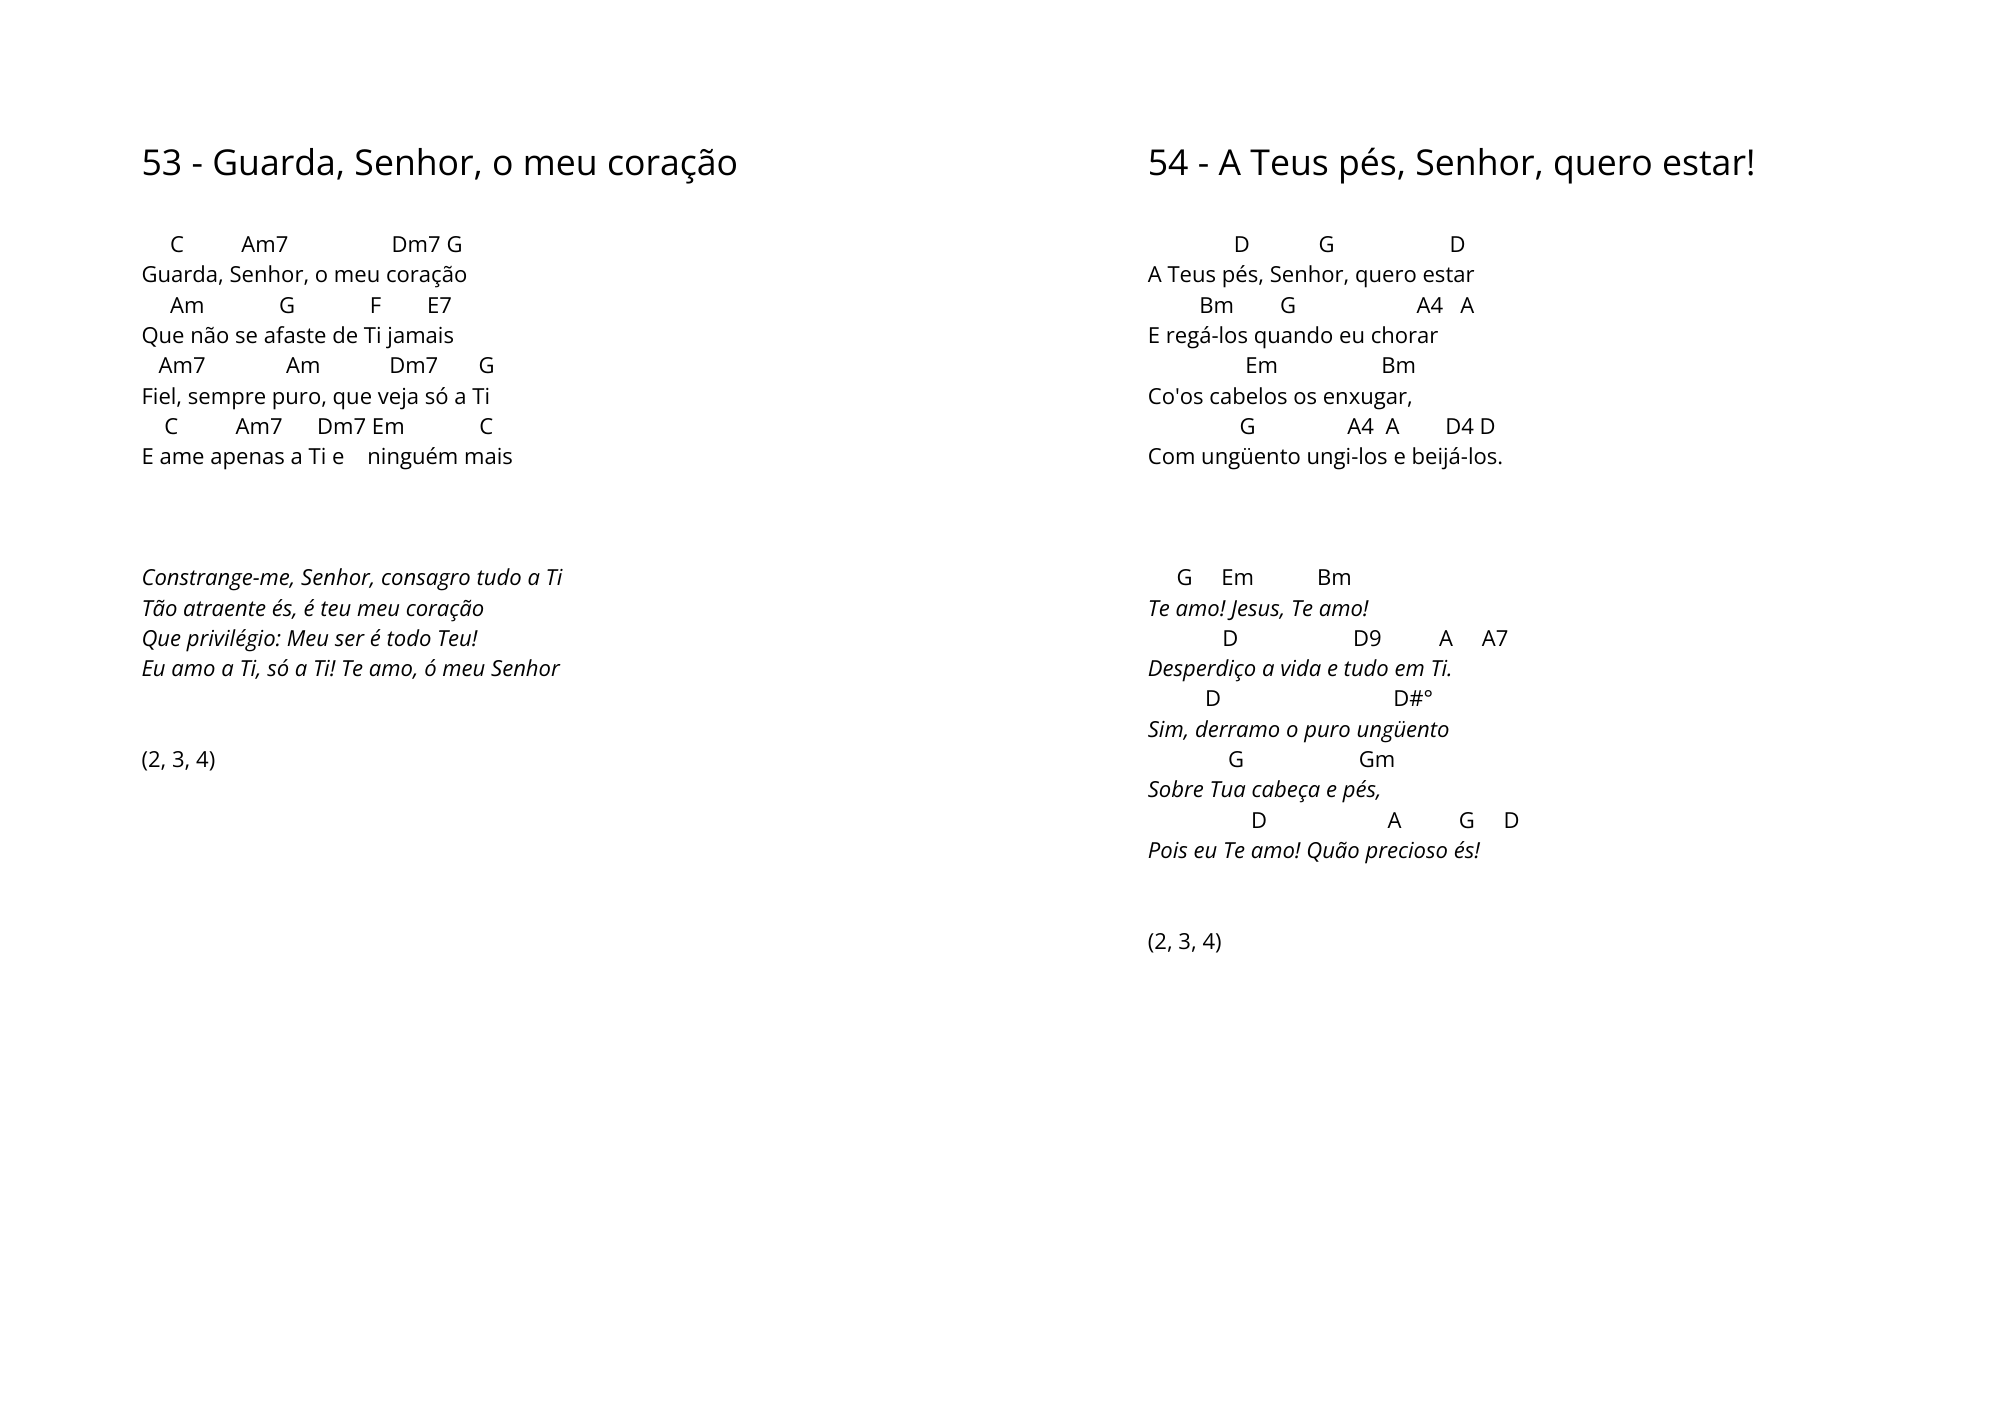 53 - Guarda, Senhor, o meu coração
C Am7 Dm7 G
Guarda, Senhor, o meu coração
Am G F E7
Que não se afaste de Ti jamais
Am7 Am Dm7 G
Fiel, sempre puro, que veja só a Ti
C Am7 Dm7 Em C
E ame apenas a Ti e ninguém mais
Constrange-me, Senhor, consagro tudo a Ti
Tão atraente és, é teu meu coração
Que privilégio: Meu ser é todo Teu!
Eu amo a Ti, só a Ti! Te amo, ó meu Senhor
(2, 3, 4)
54 - A Teus pés, Senhor, quero estar!
D G D
A Teus pés, Senhor, quero estar
Bm G A4 A
E regá-los quando eu chorar
Em Bm
Co'os cabelos os enxugar,
G A4 A D4 D
Com ungüento ungi-los e beijá-los.
G Em Bm
Te amo! Jesus, Te amo!
D D9 A A7
Desperdiço a vida e tudo em Ti.
D D#°
Sim, derramo o puro ungüento
G Gm
Sobre Tua cabeça e pés,
D A G D
Pois eu Te amo! Quão precioso és!
(2, 3, 4)